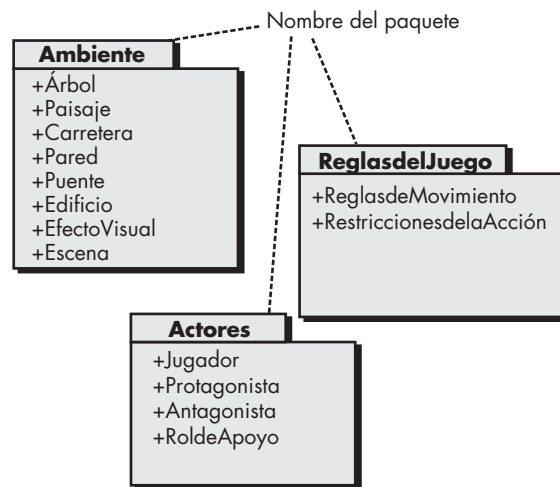 Nombre del paquete
Ambiente
+Árbol
+Paisaje
+Carretera
+Pared
+Puente
+Edificio
+EfectoVisual
+Escena
ReglasdelJuego
+ReglasdeMovimiento
+RestriccionesdelaAcción
Actores
+Jugador
+Protagonista
+Antagonista
+RoldeApoyo